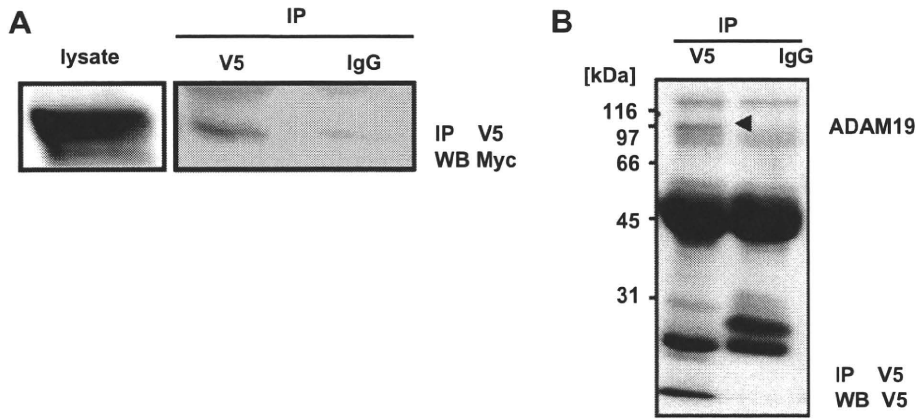 A
IP
lysate
V5 IgG
IP V5
WB Myc
B
IP
V5 IgG
[kDa]
116
97
66
45
31
ADAM19
IP V5
WB V5